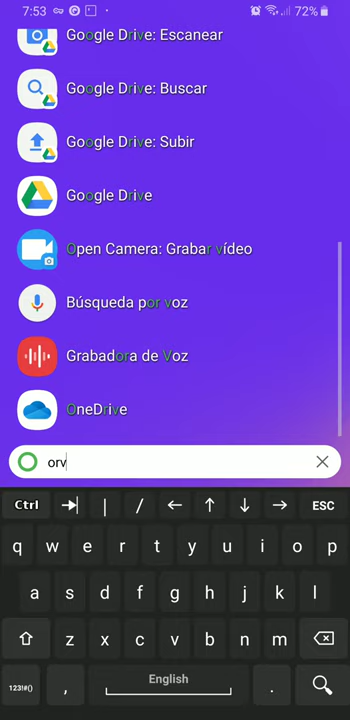 7:53 72%
Google Drive: Escanear
Google Drive: Buscar
Google Drive: Subir
Google Drive
Open Camera: Grabar vídeo
Búsqueda por voz
Grabadora de Voz
OneDrive
orv
Ctrl | / ← ↑ ↓ → ESC
q w e r t y u i o p
a s d f g h j k l
z x c v b n m
123!#() , English .